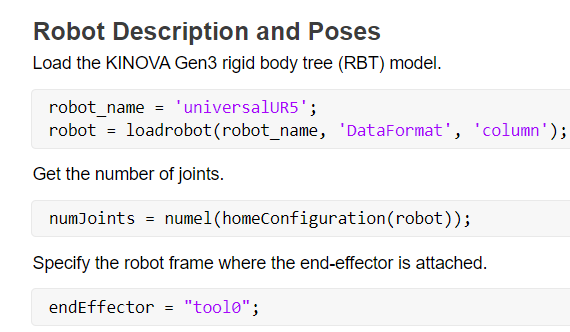 Robot Description and Poses
Load the KINOVA Gen3 rigid body tree (RBT) model.
robot_name = 'universalUR5';
robot = loadrobot(robot_name, 'DataFormat', 'column');
Get the number of joints.
numJoints = numel(homeConfiguration(robot));
Specify the robot frame where the end-effector is attached.
endEffector = "tool0";